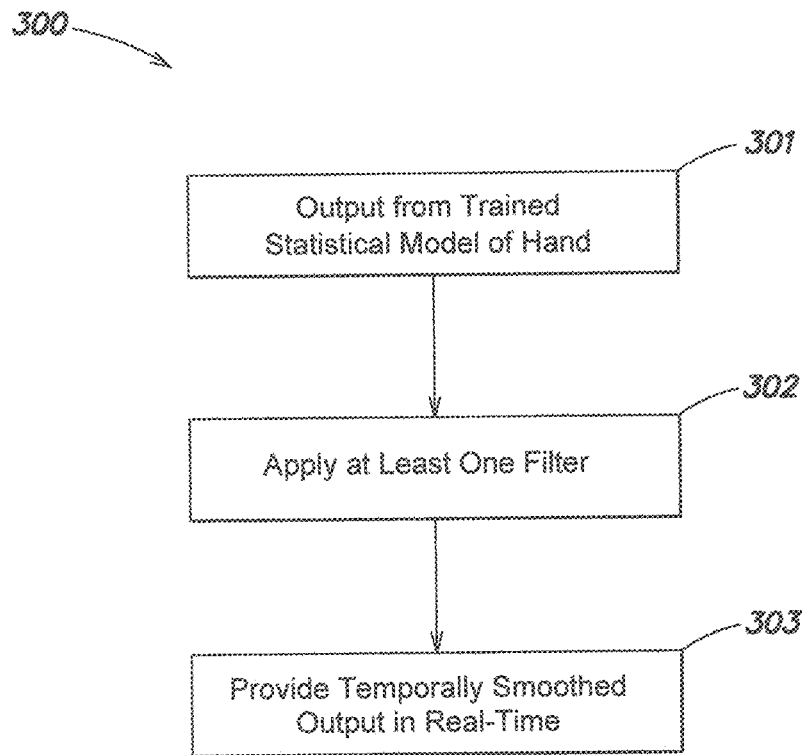 300
301
Output from Trained
Statistical Model of Hand
302
Apply at Least One Filter
303
Provide Temporally Smoothed
Output in Real-Time